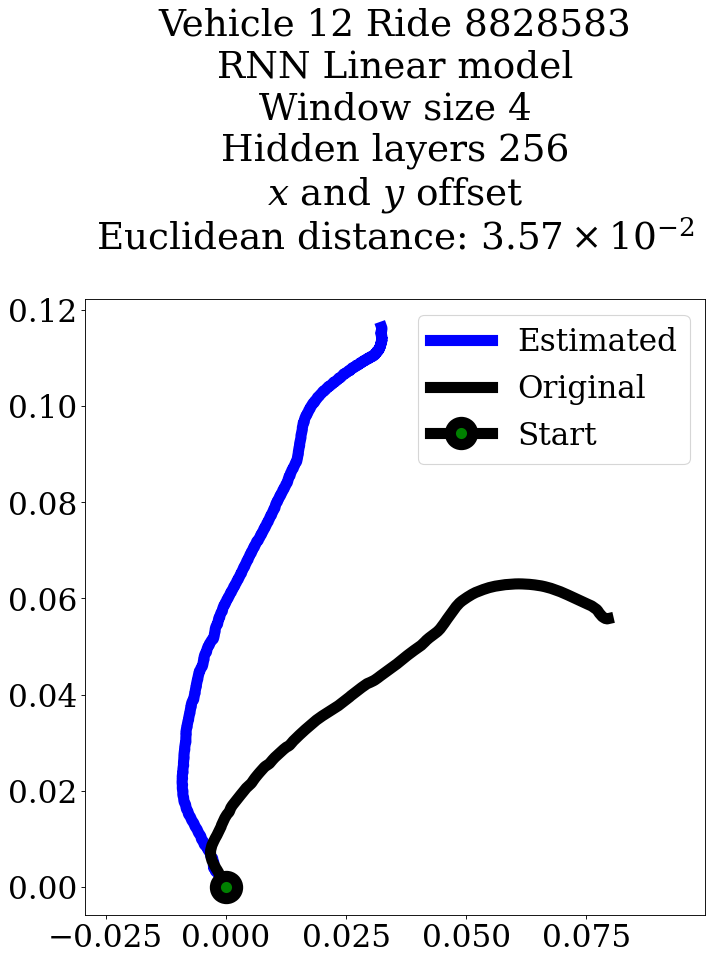 Vehicle 12 Ride 8828583
RNN Linear model
Window size 4
Hidden layers 256
x and y offset
Euclidean distance: 3.57 × 10⁻²
0.12
0.10
0.08
0.06
0.04
0.02
0.00
Estimated
Original
Start
−0.025 0.000 0.025 0.050 0.075